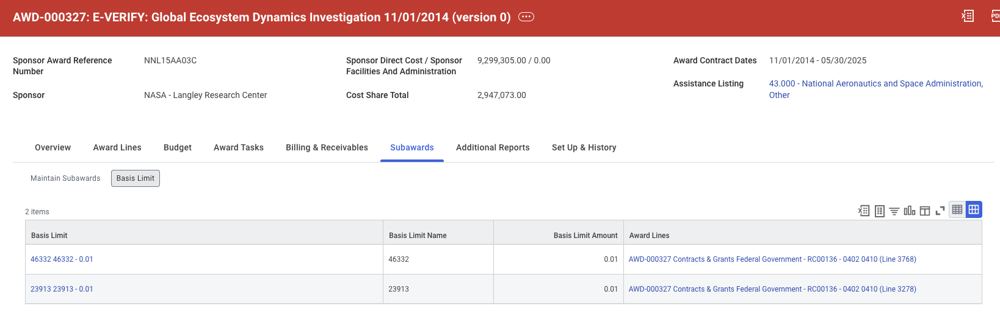 AWD-000327: E-VERIFY: Global Ecosystem Dynamics Investigation 11/01/2014 (version 0)
Sponsor Award Reference Number
NNL15AA03C
Sponsor Direct Cost / Sponsor Facilities And Administration
9,299,305.00 / 0.00
Award Contract Dates
11/01/2014 - 05/30/2025
Sponsor
NASA - Langley Research Center
Cost Share Total
2,947,073.00
Assistance Listing
43.000 - National Aeronautics and Space Administration, Other
Overview
Award Lines
Budget
Award Tasks
Billing & Receivables
Subawards
Additional Reports
Set Up & History
Maintain Subawards
Basis Limit
2 items
Basis Limit
Basis Limit Name
Basis Limit Amount
Award Lines
46332 46332 - 0.01
46332
0.01
AWD-000327 Contracts & Grants Federal Government - RC00136 - 0402 0410 (Line 3768)
23913 23913 - 0.01
23913
0.01
AWD-000327 Contracts & Grants Federal Government - RC00136 - 0402 0410 (Line 3278)